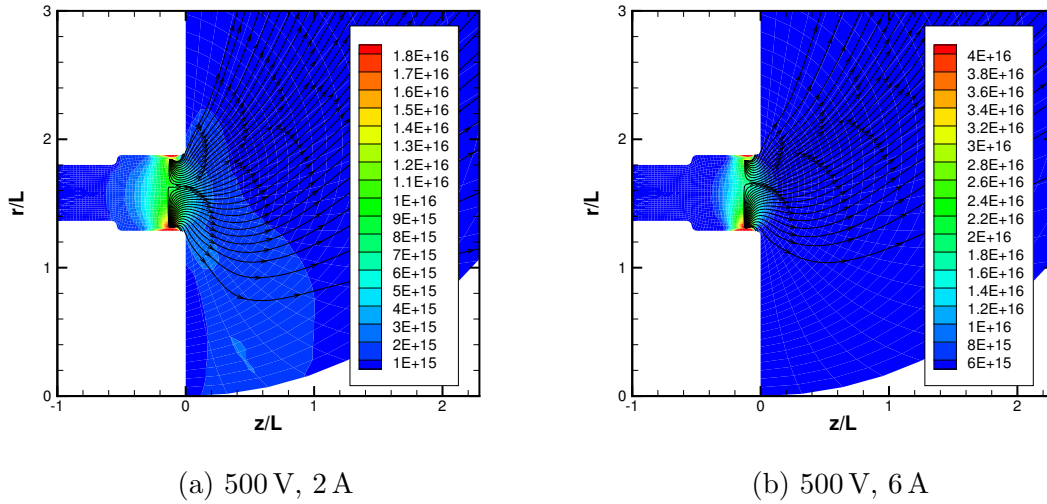 r/L
3
2
1
0
-1
0
1
2
z/L
1.8E+16
1.7E+16
1.6E+16
1.5E+16
1.4E+16
1.3E+16
1.2E+16
1.1E+16
1E+16
9E+15
8E+15
7E+15
6E+15
5E+15
4E+15
3E+15
2E+15
1E+15
(a) 500 V, 2 A
r/L
3
2
1
0
-1
0
1
2
z/L
4E+16
3.8E+16
3.6E+16
3.4E+16
3.2E+16
3E+16
2.8E+16
2.6E+16
2.4E+16
2.2E+16
2E+16
1.8E+16
1.6E+16
1.4E+16
1.2E+16
1E+16
8E+15
6E+15
(b) 500 V, 6 A